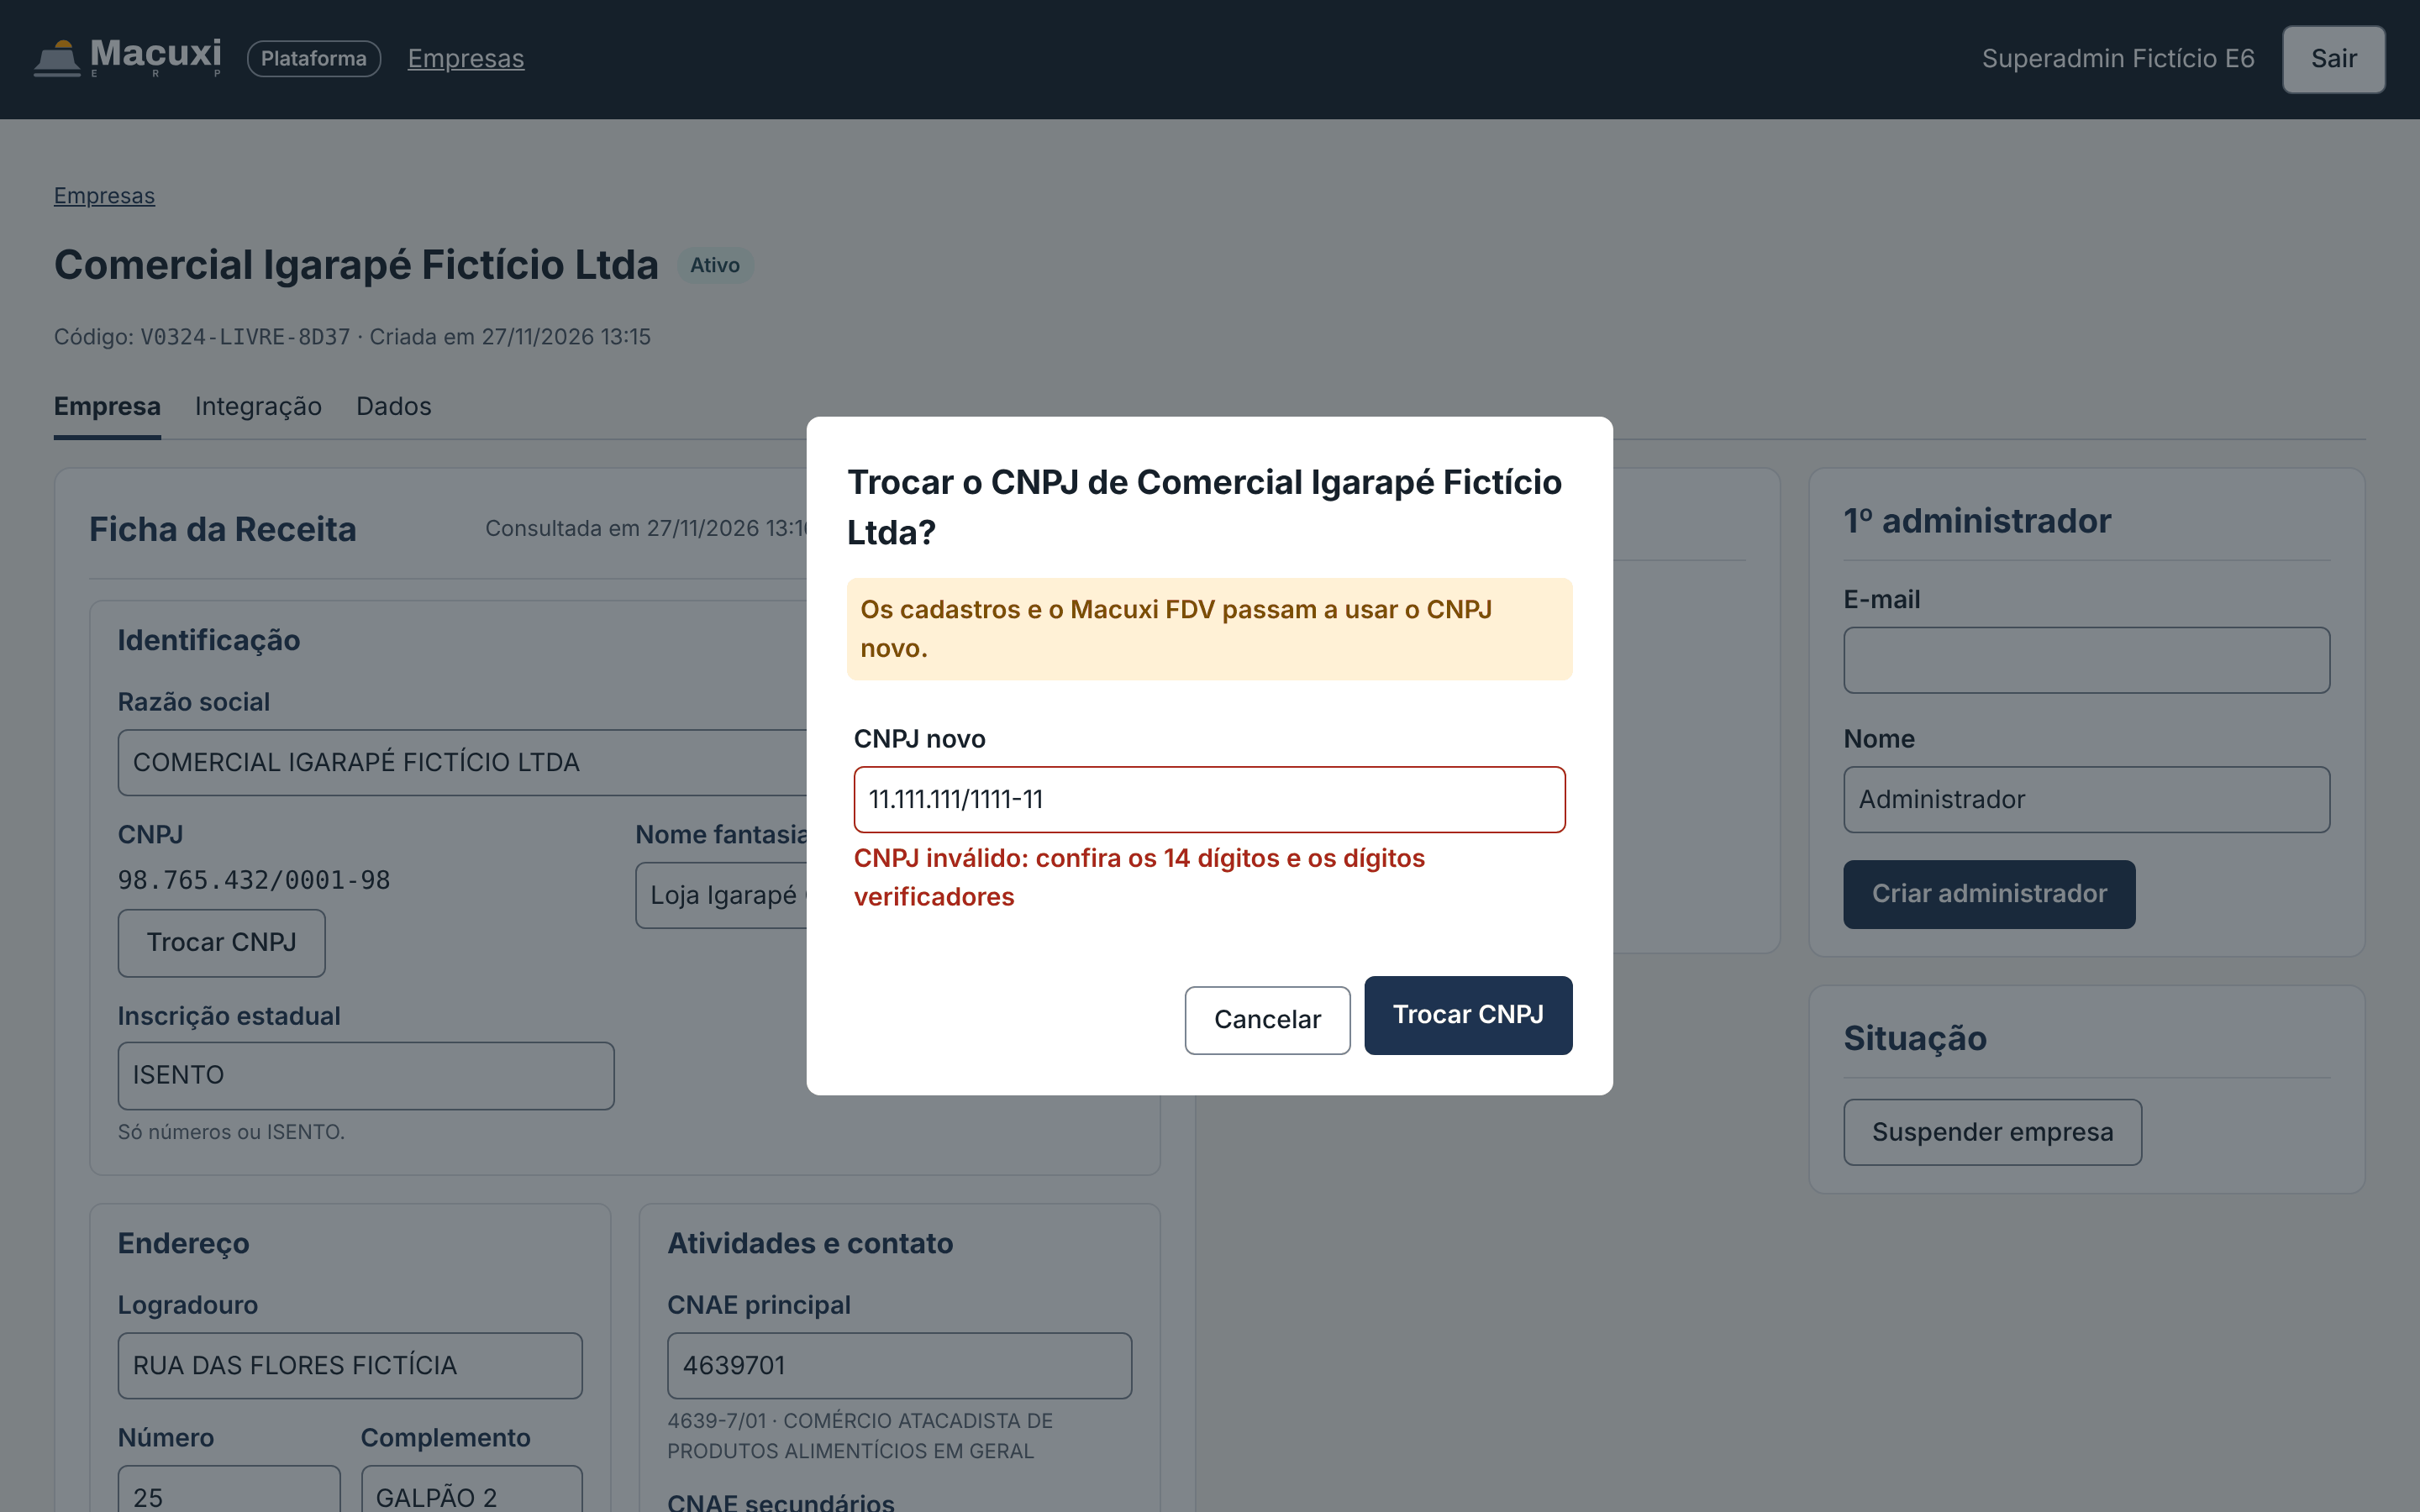 Macuxi
E R P
Plataforma
Empresas
Superadmin Fictício E6
Sair
Empresas
Comercial Igarapé Fictício Ltda
Ativo
Código: V0324-LIVRE-8D37 · Criada em 27/11/2026 13:15
Empresa
Integração
Dados
Ficha da Receita
Consultada em 27/11/2026
Identificação
Razão social
COMERCIAL IGARAPÉ FICTÍCIO LTDA
CNPJ
98.765.432/0001-98
Trocar CNPJ
Nome fantasia
Loja Igarapé
Inscrição estadual
ISENTO
Só números ou ISENTO.
Endereço
Logradouro
RUA DAS FLORES FICTÍCIA
Número
25
Complemento
GALPÃO 2
Atividades e contato
CNAE principal
4639701
4639-7/01 · COMÉRCIO ATACADISTA DE
PRODUTOS ALIMENTÍCIOS EM GERAL
CNAE secundários
Trocar o CNPJ de Comercial Igarapé Fictício
Ltda?
Os cadastros e o Macuxi FDV passam a usar o CNPJ
novo.
CNPJ novo
11.111.111/1111-11
CNPJ inválido: confira os 14 dígitos e os dígitos
verificadores
Cancelar
Trocar CNPJ
1º administrador
E-mail
Nome
Administrador
Criar administrador
Situação
Suspender empresa